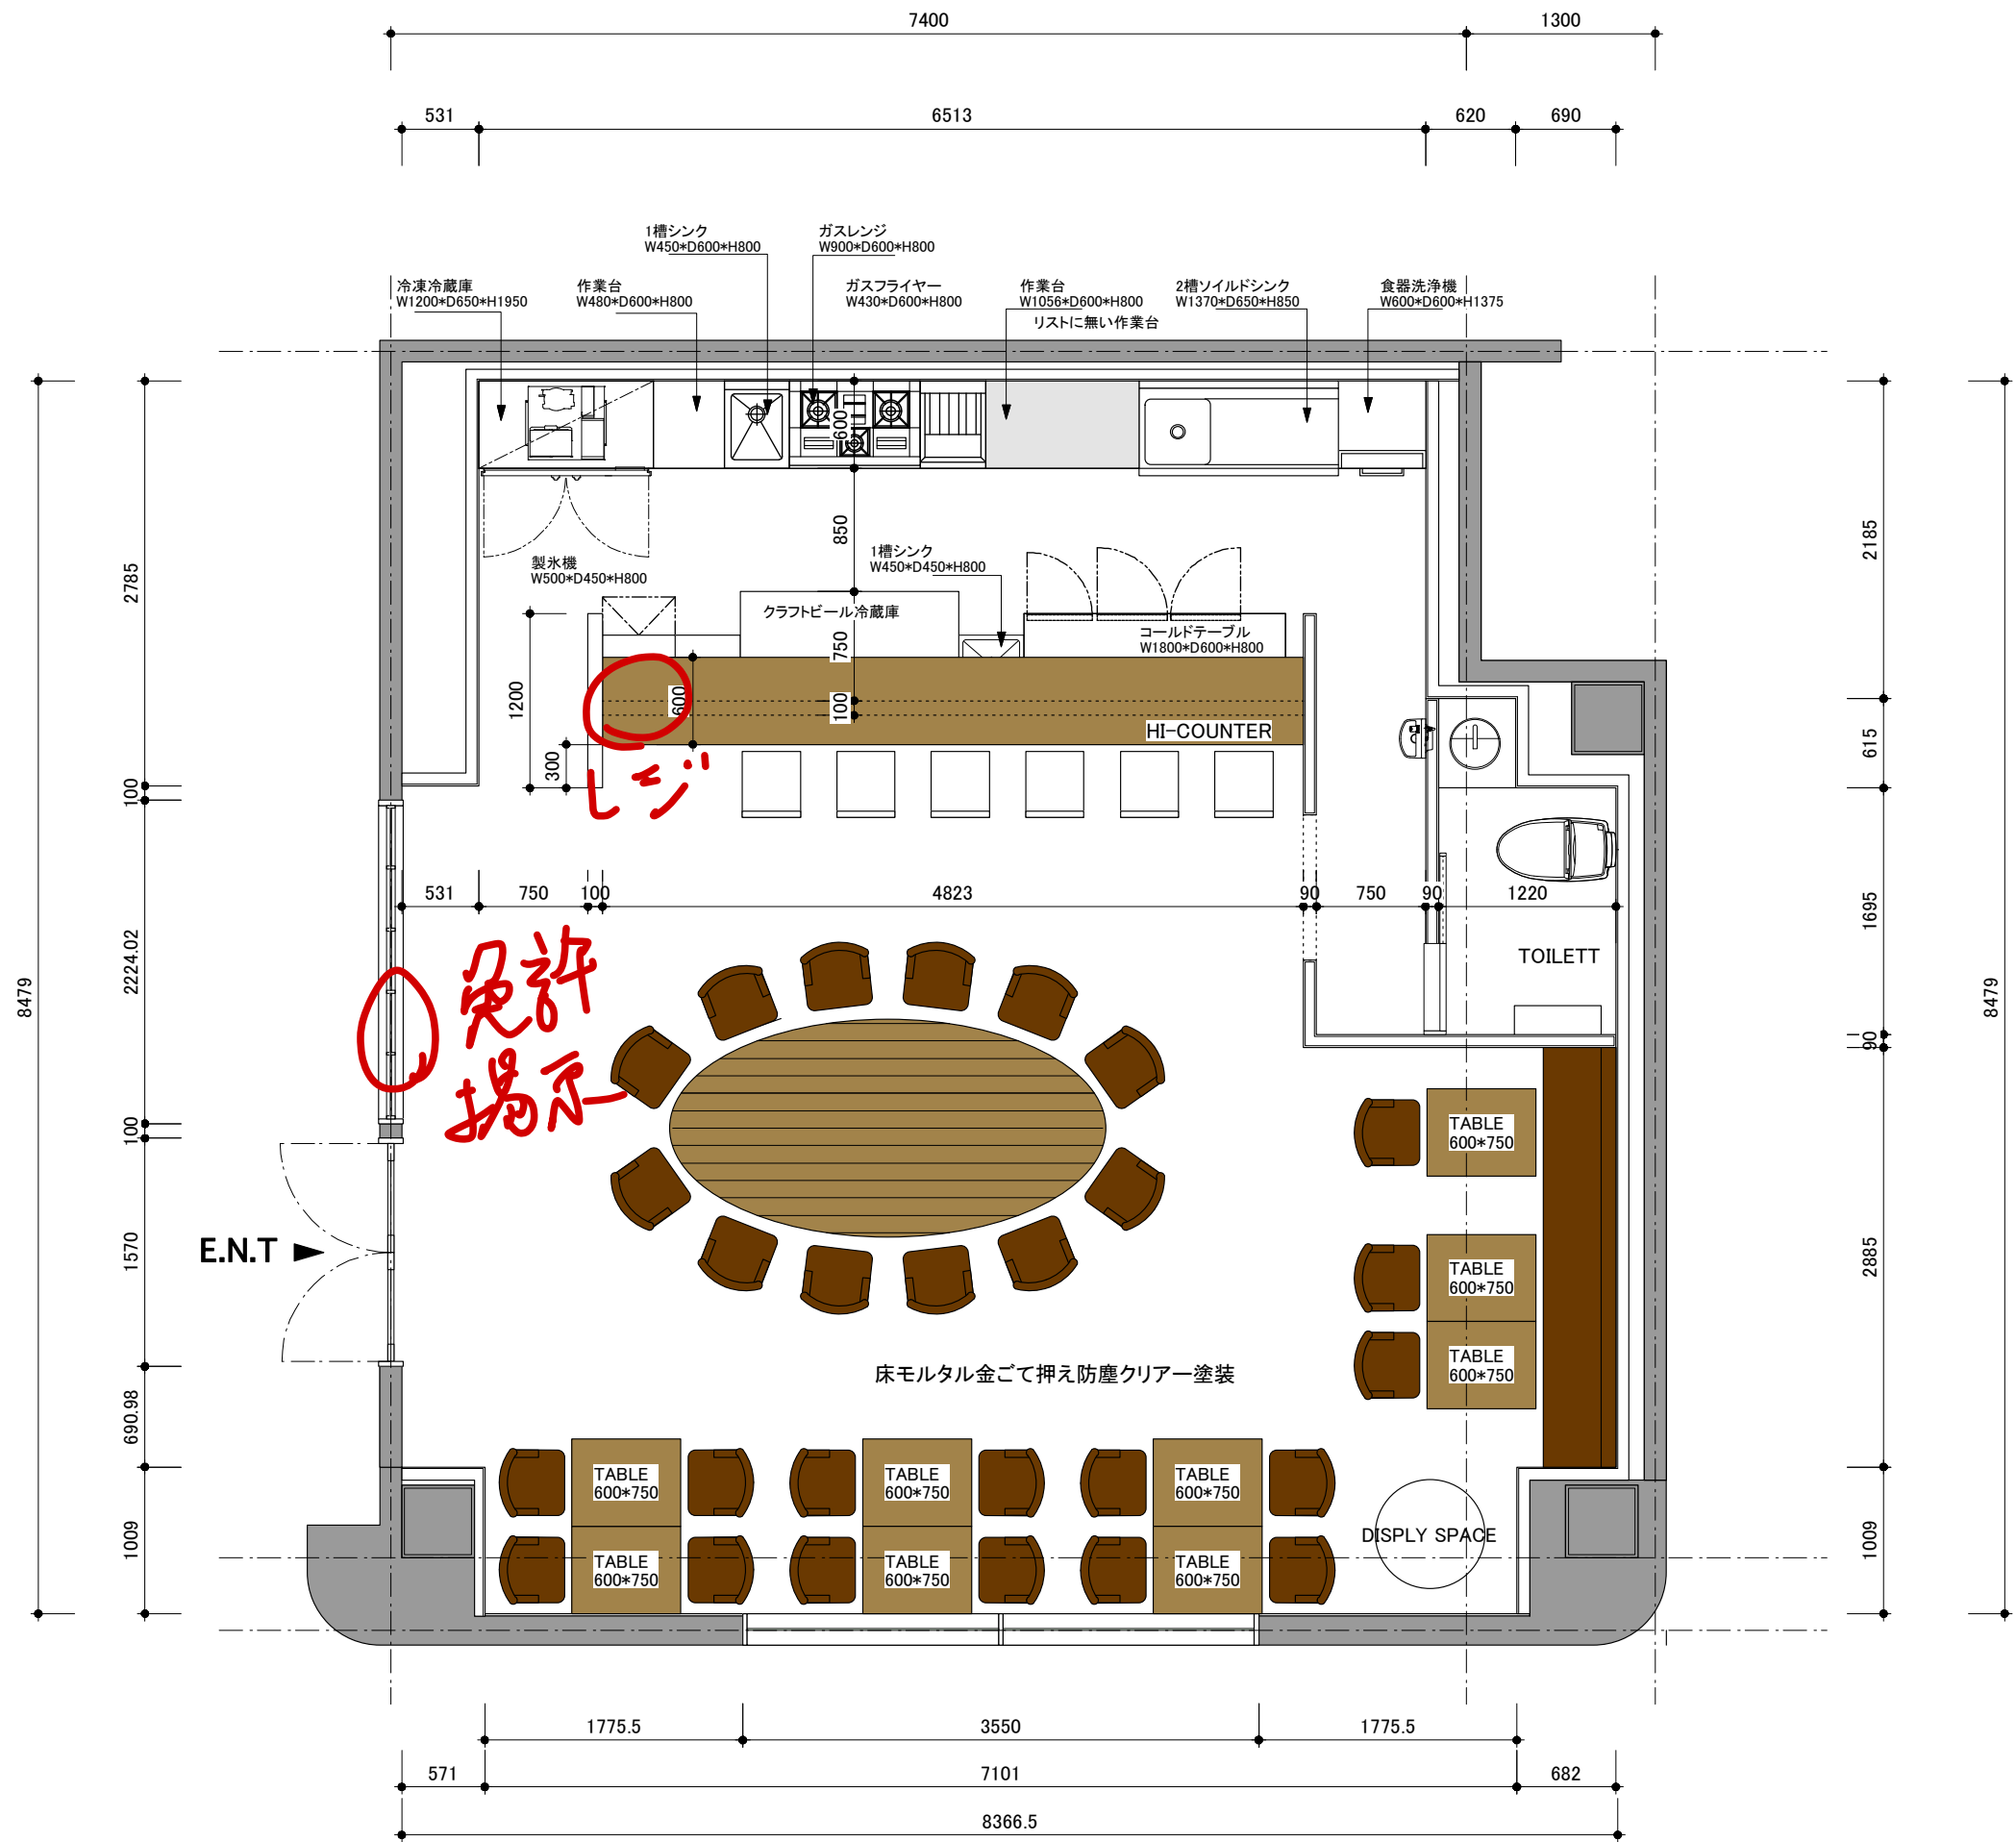 7400
1300
531
6513
620
690
1槽シンク
W450*D600*H800
ガスレンジ
W900*D600*H800
冷凍冷蔵庫
W1200*D650*H1950
作業台
W480*D600*H800
ガスフライヤー
W430*D600*H800
作業台
W1056*D600*H800
リストに無い作業台
2槽ソイルドシンク
W1370*D650*H850
食器洗浄機
W600*D600*H1375
600
850
製氷機
W500*D450*H800
クラフトビール冷蔵庫
1槽シンク
W450*D450*H800
コールドテーブル
W1800*D600*H800
750
1200
600
100
HI-COUNTER
300
レジ
8479
2785
100
2224.02
100
1570
690.98
1009
2185
615
1695
90
2885
1009
8479
531
750
100
4823
90
750
90
1220
TOILETT
免許
掲示
E.N.T
TABLE
600*750
TABLE
600*750
TABLE
600*750
床モルタル金ごて押え防塵クリアー塗装
TABLE
600*750
TABLE
600*750
TABLE
600*750
TABLE
600*750
TABLE
600*750
TABLE
600*750
DISPLY SPACE
1775.5
3550
1775.5
571
7101
682
8366.5